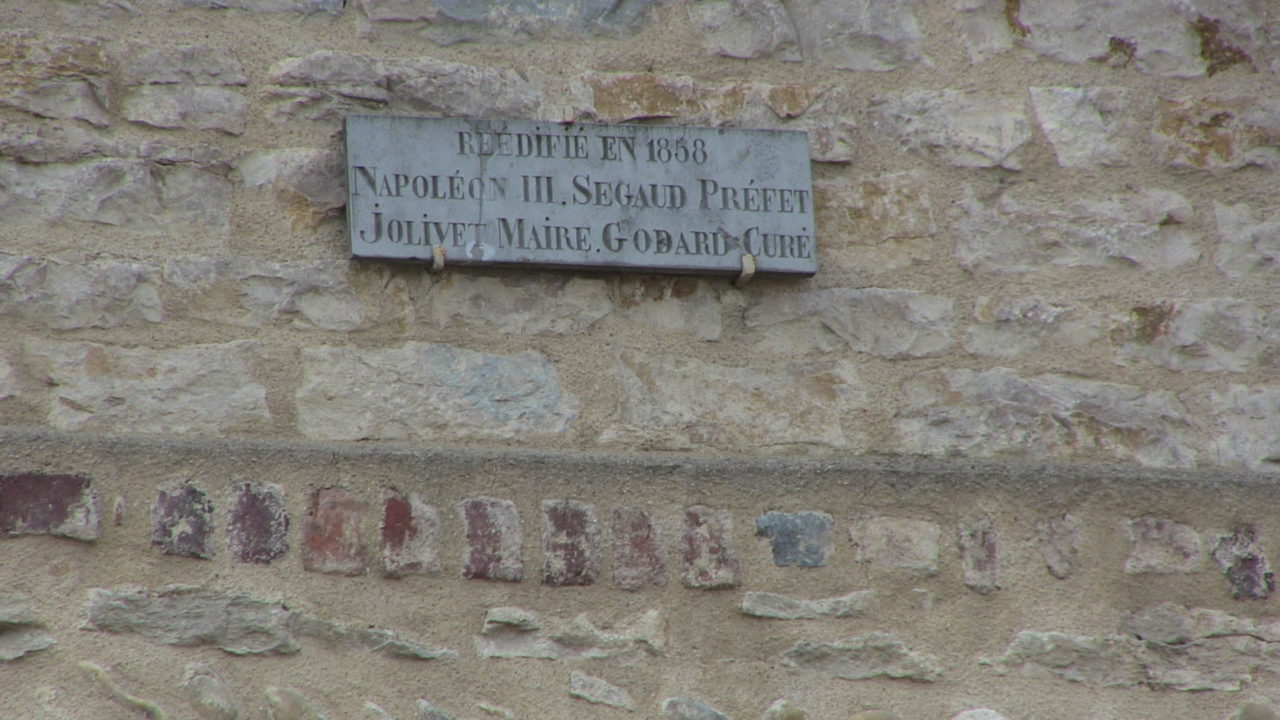 REÉDIFIÉ EN 1858
NAPOLÉON III. SEGAUD PRÉFET
JOLIVET MAIRE. GODARD CURÉ